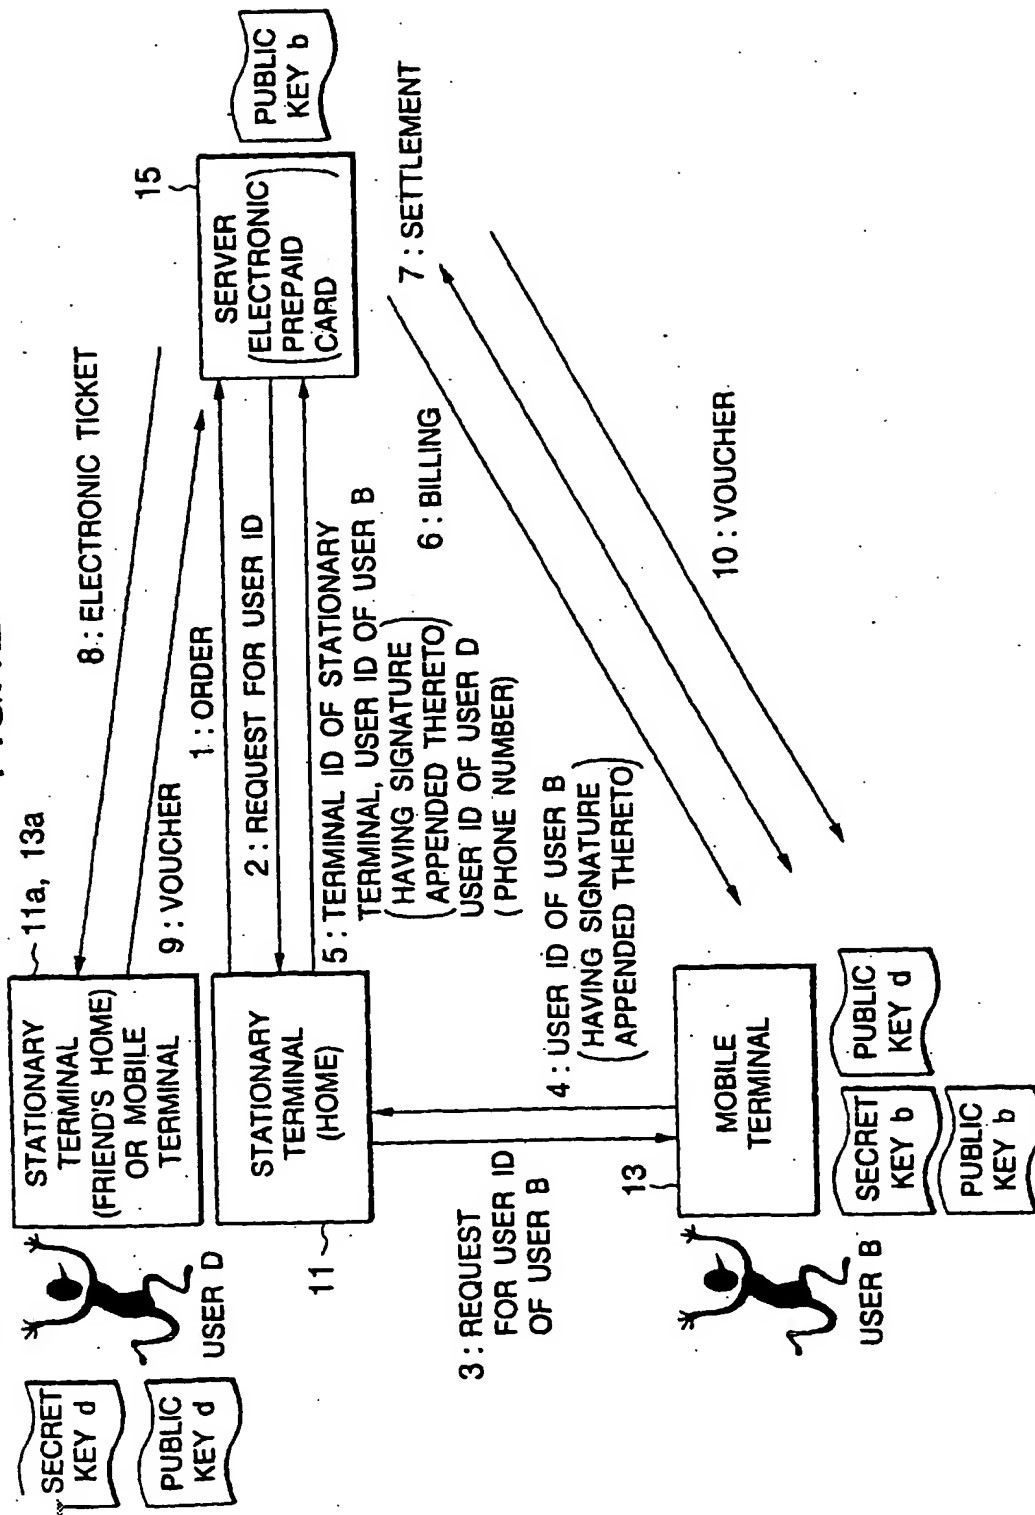 SECRET
KEY d
PUBLIC
KEY d
USER D
STATIONARY
TERMINAL
(FRIEND'S HOME)
OR MOBILE
TERMINAL
11a, 13a
8 : ELECTRONIC TICKET
9 : VOUCHER
1 : ORDER
2 : REQUEST FOR USER ID
5 : TERMINAL ID OF STATIONARY
TERMINAL, USER ID OF USER B
(HAVING SIGNATURE
APPENDED THERETO)
USER ID OF USER D
(PHONE NUMBER)
STATIONARY
TERMINAL
(HOME)
11
15
SERVER
(ELECTRONIC
PREPAID
CARD)
PUBLIC
KEY b
6 : BILLING
7 : SETTLEMENT
10 : VOUCHER
3 : REQUEST
FOR USER ID
OF USER B
4 : USER ID OF USER B
(HAVING SIGNATURE
APPENDED THERETO)
13
MOBILE
TERMINAL
USER B
SECRET
KEY b
PUBLIC
KEY b
PUBLIC
KEY d